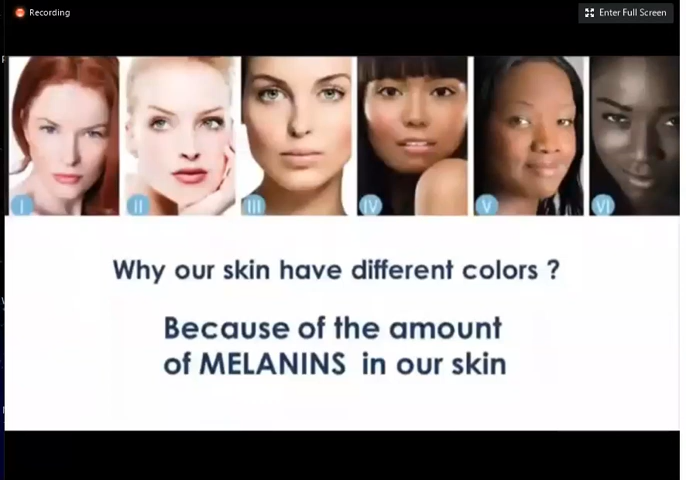 Recording
Enter Full Screen
I II III IV V VI
Why our skin have different colors ?
Because of the amount
of MELANINS in our skin